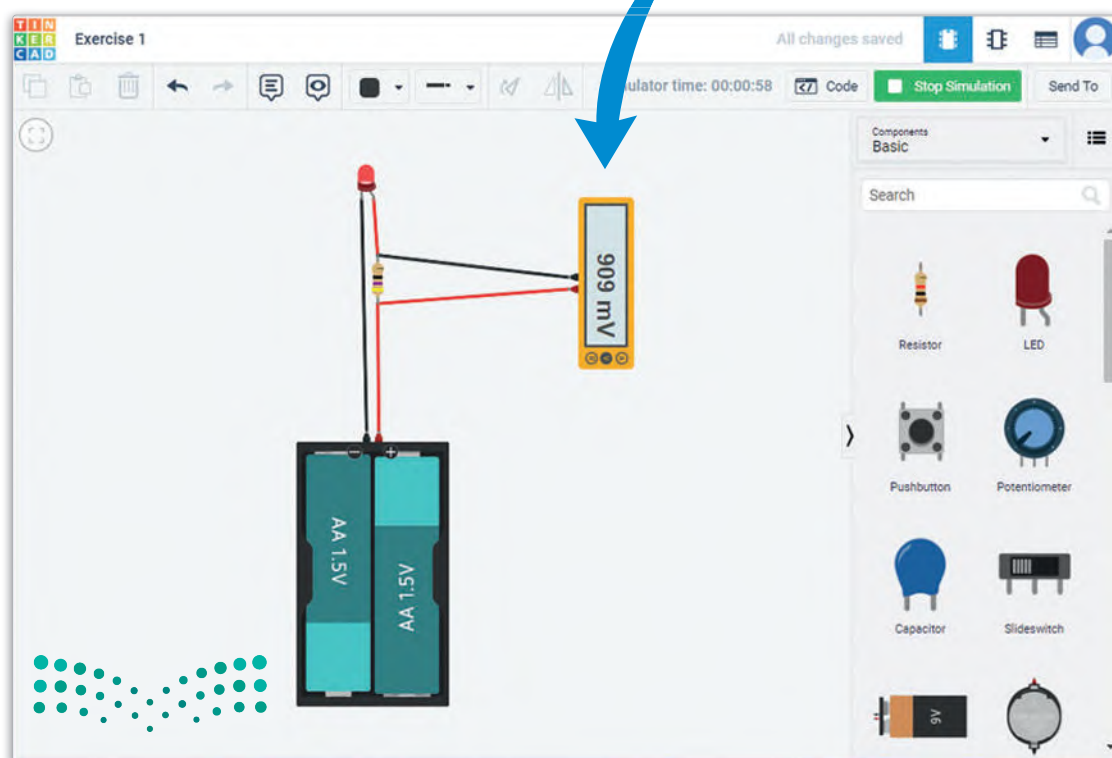 TIN
KER
CAD
Exercise 1
All changes saved
ulator time: 00:00:58
Code
Stop Simulation
Send To
Components
Basic
Search
909 mV
Resistor
LED
Pushbutton
Potentiometer
AA 1.5V
AA 1.5V
Capacitor
Slideswitch
9V